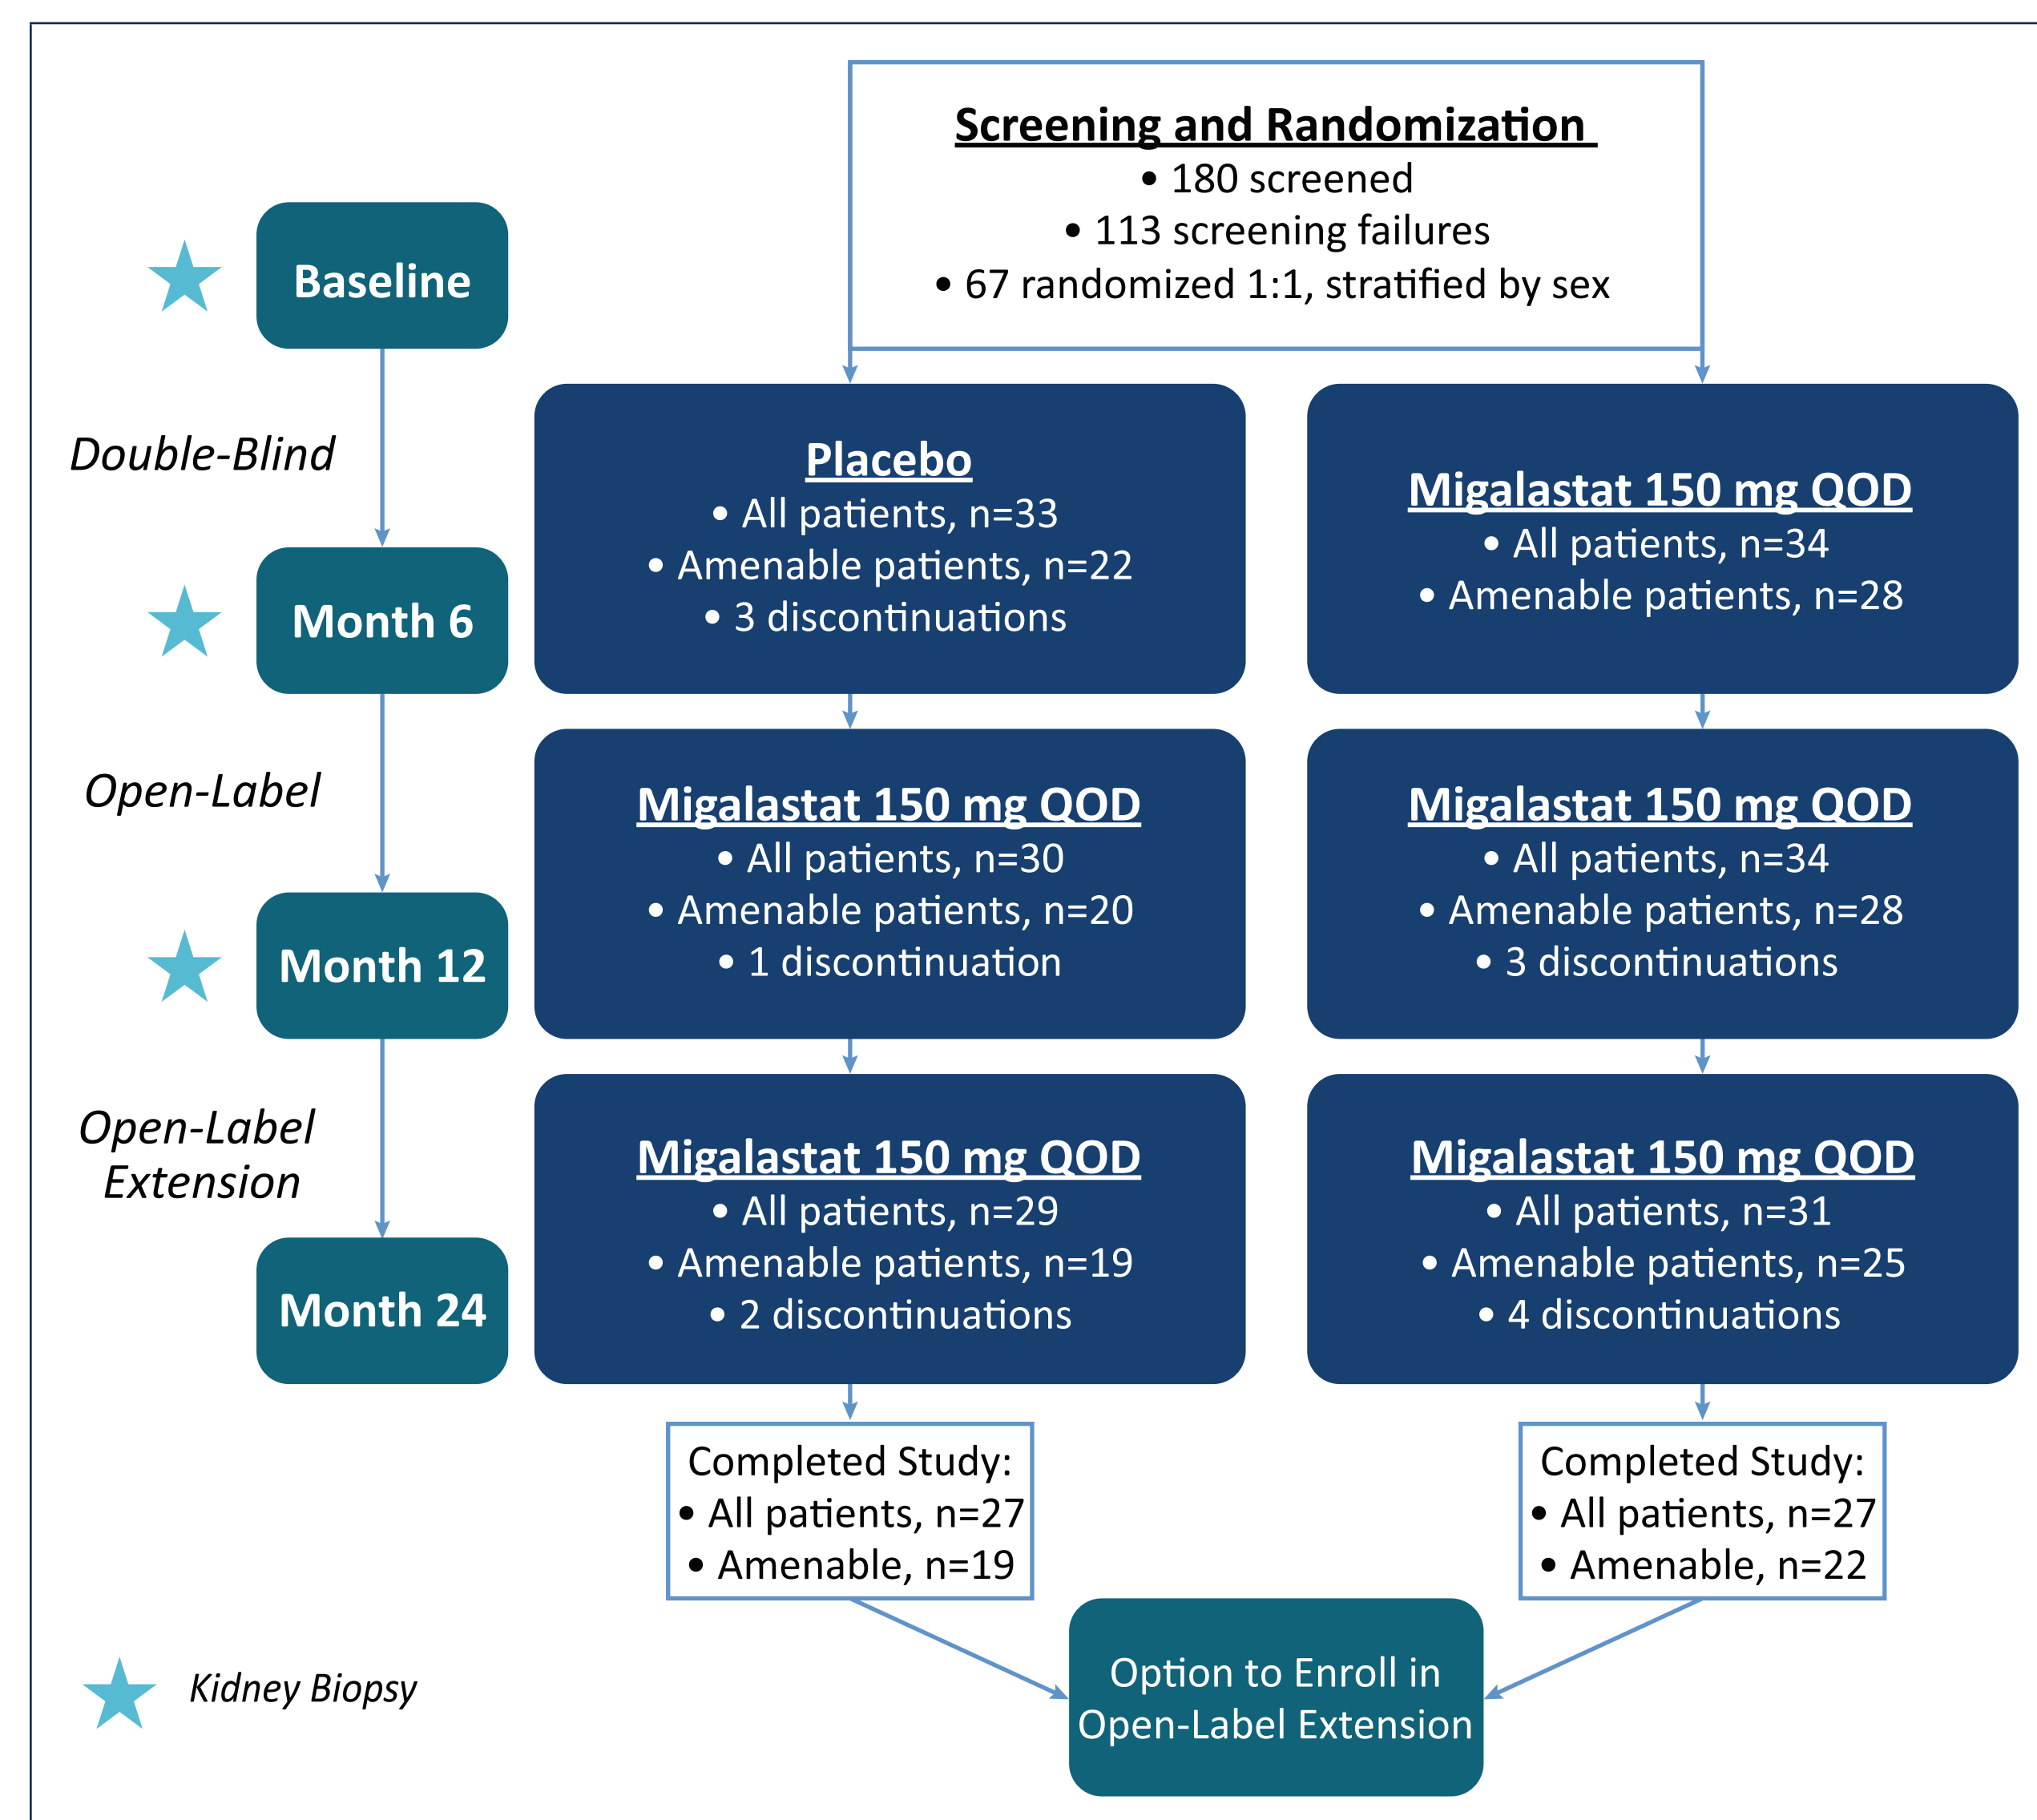 Screening and Randomization
• 180 screened
• 113 screening failures
• 67 randomized 1:1, stratified by sex
Baseline
Double-Blind
Placebo
• All patients, n=33
• Amenable patients, n=22
• 3 discontinuations
Migalastat 150 mg QOD
• All patients, n=34
• Amenable patients, n=28
Month 6
Open-Label
Migalastat 150 mg QOD
• All patients, n=30
• Amenable patients, n=20
• 1 discontinuation
Migalastat 150 mg QOD
• All patients, n=34
• Amenable patients, n=28
• 3 discontinuations
Month 12
Open-Label
Extension
Migalastat 150 mg QOD
• All patients, n=29
• Amenable patients, n=19
• 2 discontinuations
Migalastat 150 mg QOD
• All patients, n=31
• Amenable patients, n=25
• 4 discontinuations
Month 24
Completed Study:
• All patients, n=27
• Amenable, n=19
Completed Study:
• All patients, n=27
• Amenable, n=22
Option to Enroll in
Open-Label Extension
Kidney Biopsy